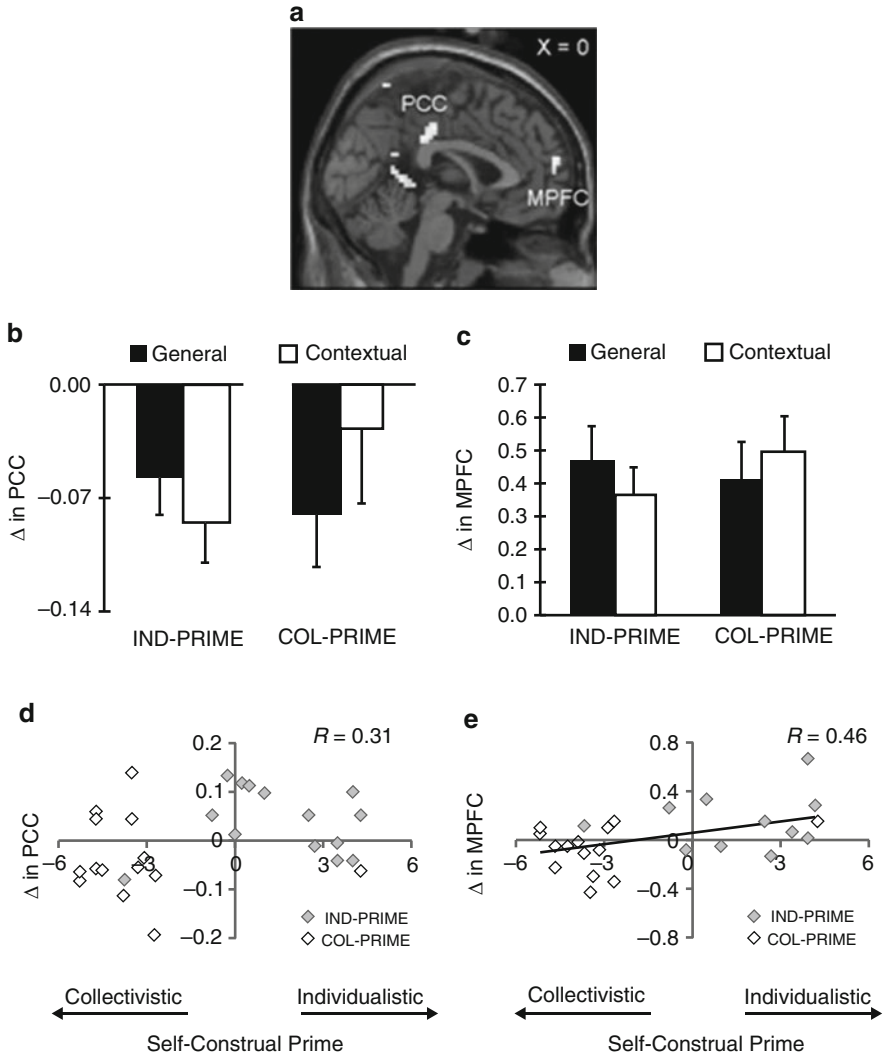 a
X = 0
PCC
MPFC
b
General Contextual
0.00
−0.07
−0.14
Δ in PCC
IND-PRIME COL-PRIME
c
General Contextual
0.7
0.6
0.5
0.4
0.3
0.2
0.1
0.0
Δ in MPFC
IND-PRIME COL-PRIME
d
R = 0.31
0.2
0.1
0
−0.1
−0.2
−6 −3 0 3 6
Δ in PCC
IND-PRIME
COL-PRIME
Collectivistic Individualistic
Self-Construal Prime
e
R = 0.46
0.8
0.4
0
−0.4
−0.8
−6 −3 0 3 6
Δ in MPFC
IND-PRIME
COL-PRIME
Collectivistic Individualistic
Self-Construal Prime